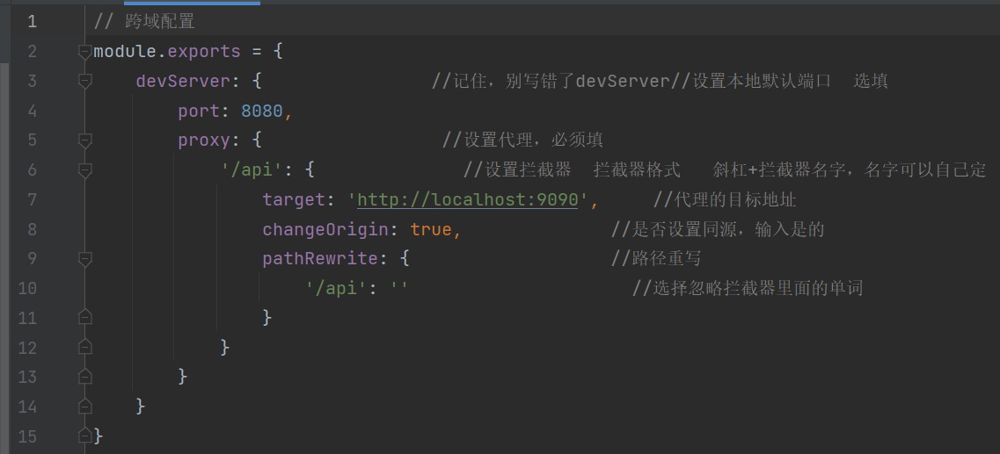 1 // 跨域配置
2 module.exports = {
3 devServer: { //记住，别写错了devServer//设置本地默认端口 选填
4 port: 8080,
5 proxy: { //设置代理，必须填
6 '/api': { //设置拦截器 拦截器格式 斜杠+拦截器名字，名字可以自己定
7 target: 'http://localhost:9090', //代理的目标地址
8 changeOrigin: true, //是否设置同源，输入是的
9 pathRewrite: { //路径重写
10 '/api': '' //选择忽略拦截器里面的单词
11 }
12 }
13 }
14 }
15 }